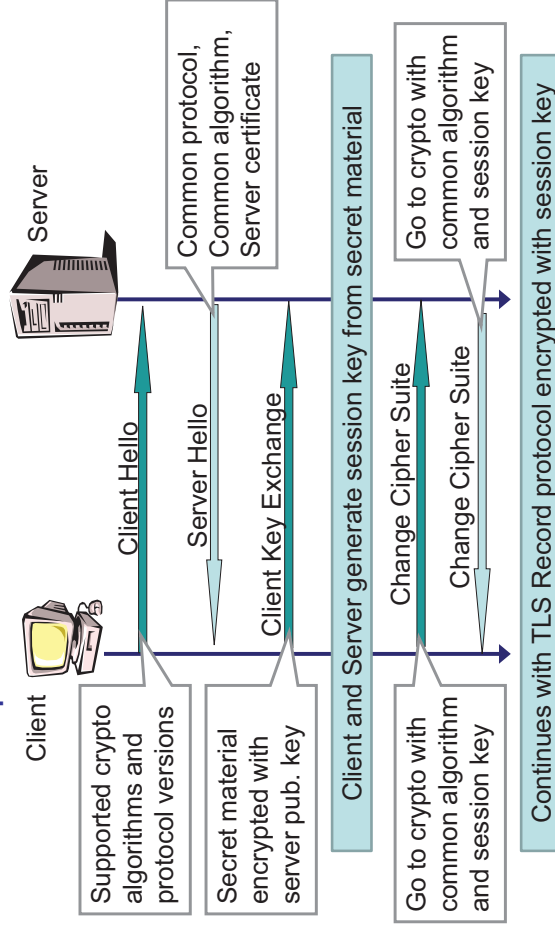 Client
Server
Client Hello
Supported crypto
algorithms and
protocol versions
Server Hello
Common protocol,
Common algorithm,
Server certificate
Client Key Exchange
Secret material
encrypted with
server pub. key
Client and Server generate session key from secret material
Change Cipher Suite
Go to crypto with
common algorithm
and session key
Change Cipher Suite
Go to crypto with
common algorithm
and session key
Continues with TLS Record protocol encrypted with session key